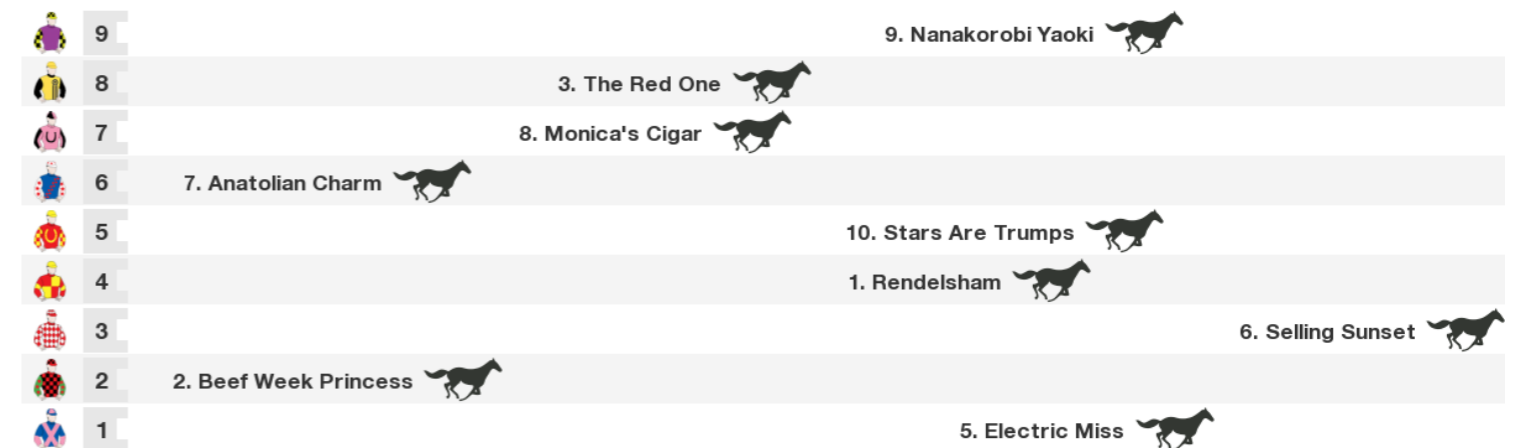 9 9. Nanakorobi Yaoki
8 3. The Red One
7 8. Monica's Cigar
6 7. Anatolian Charm
5 10. Stars Are Trumps
4 1. Rendelsham
3 6. Selling Sunset
2 2. Beef Week Princess
1 5. Electric Miss